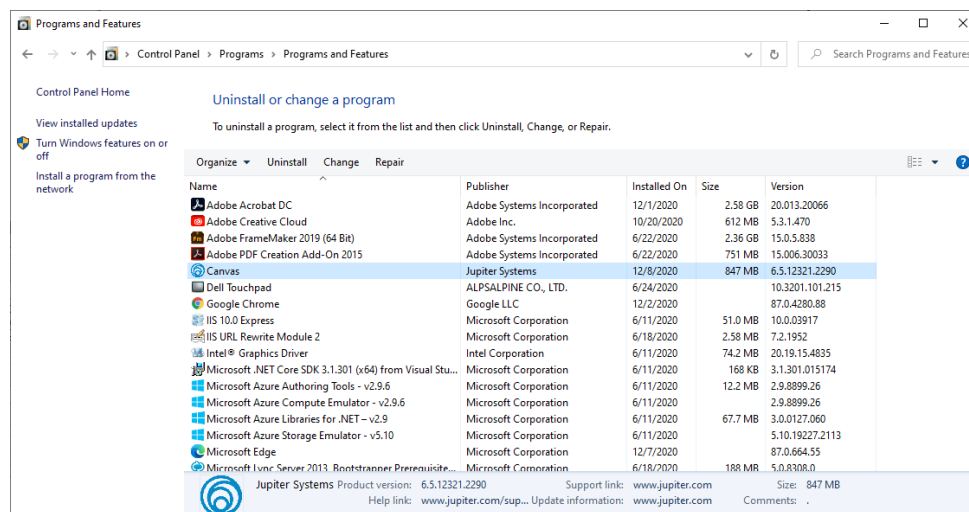 Programs and Features
Control Panel > Programs > Programs and Features
Search Programs and Features
Control Panel Home
View installed updates
Turn Windows features on or
off
Install a program from the
network
Uninstall or change a program
To uninstall a program, select it from the list and then click Uninstall, Change, or Repair.
Organize Uninstall Change Repair
Name Publisher Installed On Size Version
Adobe Acrobat DC Adobe Systems Incorporated 12/1/2020 2.58 GB 20.013.20066
Adobe Creative Cloud Adobe Inc. 10/20/2020 612 MB 5.3.1.470
Adobe FrameMaker 2019 (64 Bit) Adobe Systems Incorporated 6/22/2020 2.36 GB 15.0.5.838
Adobe PDF Creation Add-On 2015 Adobe Systems Incorporated 6/22/2020 751 MB 15.006.30033
Canvas Jupiter Systems 12/8/2020 847 MB 6.5.12321.2290
Dell Touchpad ALPSALPINE CO., LTD. 6/24/2020 10.3201.101.215
Google Chrome Google LLC 12/2/2020 87.0.4280.88
IIS 10.0 Express Microsoft Corporation 6/11/2020 51.0 MB 10.0.03917
IIS URL Rewrite Module 2 Microsoft Corporation 6/18/2020 2.58 MB 7.2.1952
Intel® Graphics Driver Intel Corporation 6/11/2020 74.2 MB 20.19.15.4835
Microsoft .NET Core SDK 3.1.301 (x64) from Visual Stu... Microsoft Corporation 6/11/2020 168 KB 3.1.301.015174
Microsoft Azure Authoring Tools - v2.9.6 Microsoft Corporation 6/11/2020 12.2 MB 2.9.8899.26
Microsoft Azure Compute Emulator - v2.9.6 Microsoft Corporation 6/11/2020 2.9.8899.26
Microsoft Azure Libraries for .NET – v2.9 Microsoft Corporation 6/11/2020 67.7 MB 3.0.0127.060
Microsoft Azure Storage Emulator - v5.10 Microsoft Corporation 6/11/2020 5.10.19227.2113
Microsoft Edge Microsoft Corporation 12/7/2020 87.0.664.55
Microsoft Lync Server 2013, Bootstrapper Prerequisite... Microsoft Corporation 6/18/2020 188 MB 5.0.8308.0
Jupiter Systems Product version: 6.5.12321.2290 Support link: www.jupiter.com Size: 847 MB
Help link: www.jupiter.com/sup... Update information: www.jupiter.com Comments: .